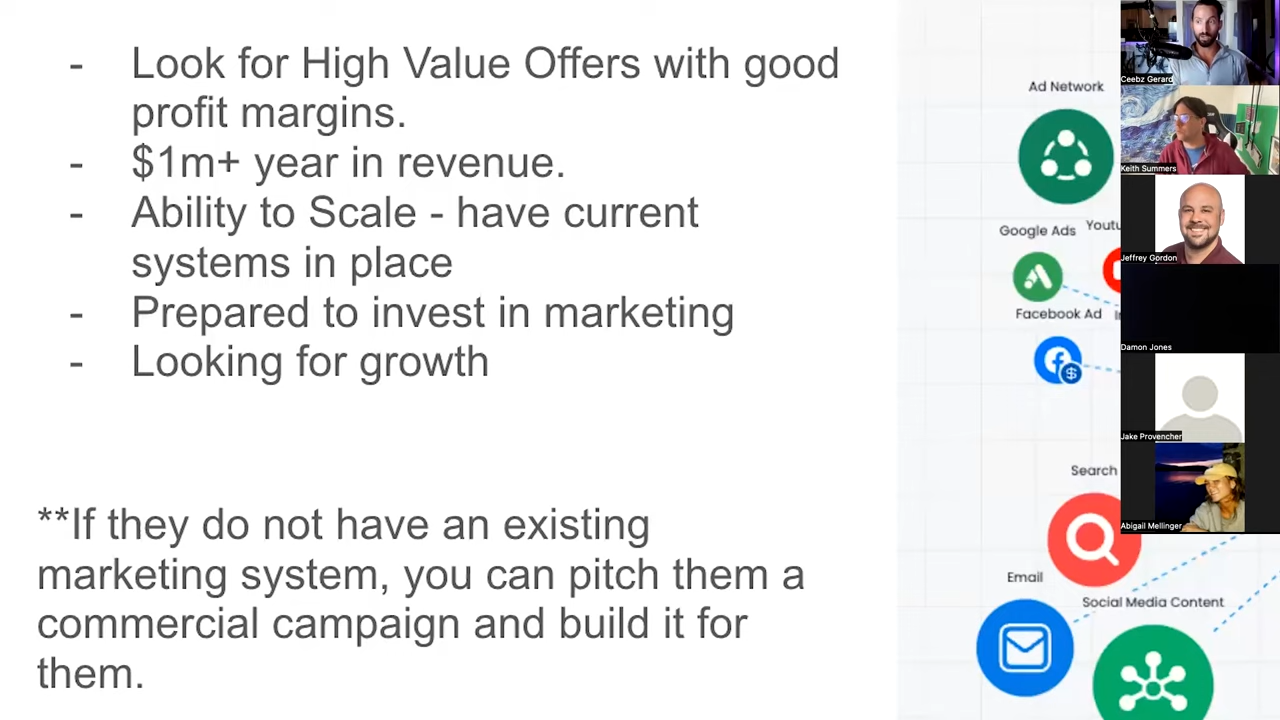 - Look for High Value Offers with good
profit margins.
- $1m+ year in revenue.
- Ability to Scale - have current
systems in place
- Prepared to invest in marketing
- Looking for growth
**If they do not have an existing
marketing system, you can pitch them a
commercial campaign and build it for
them.
Ad Network
Google Ads
Facebook Ad
Search
Email
Social Media Content
Ceebz Gerard
Keith Summers
Jeffrey Gordon
Damon Jones
Jake Provencher
Abigail Mellinger